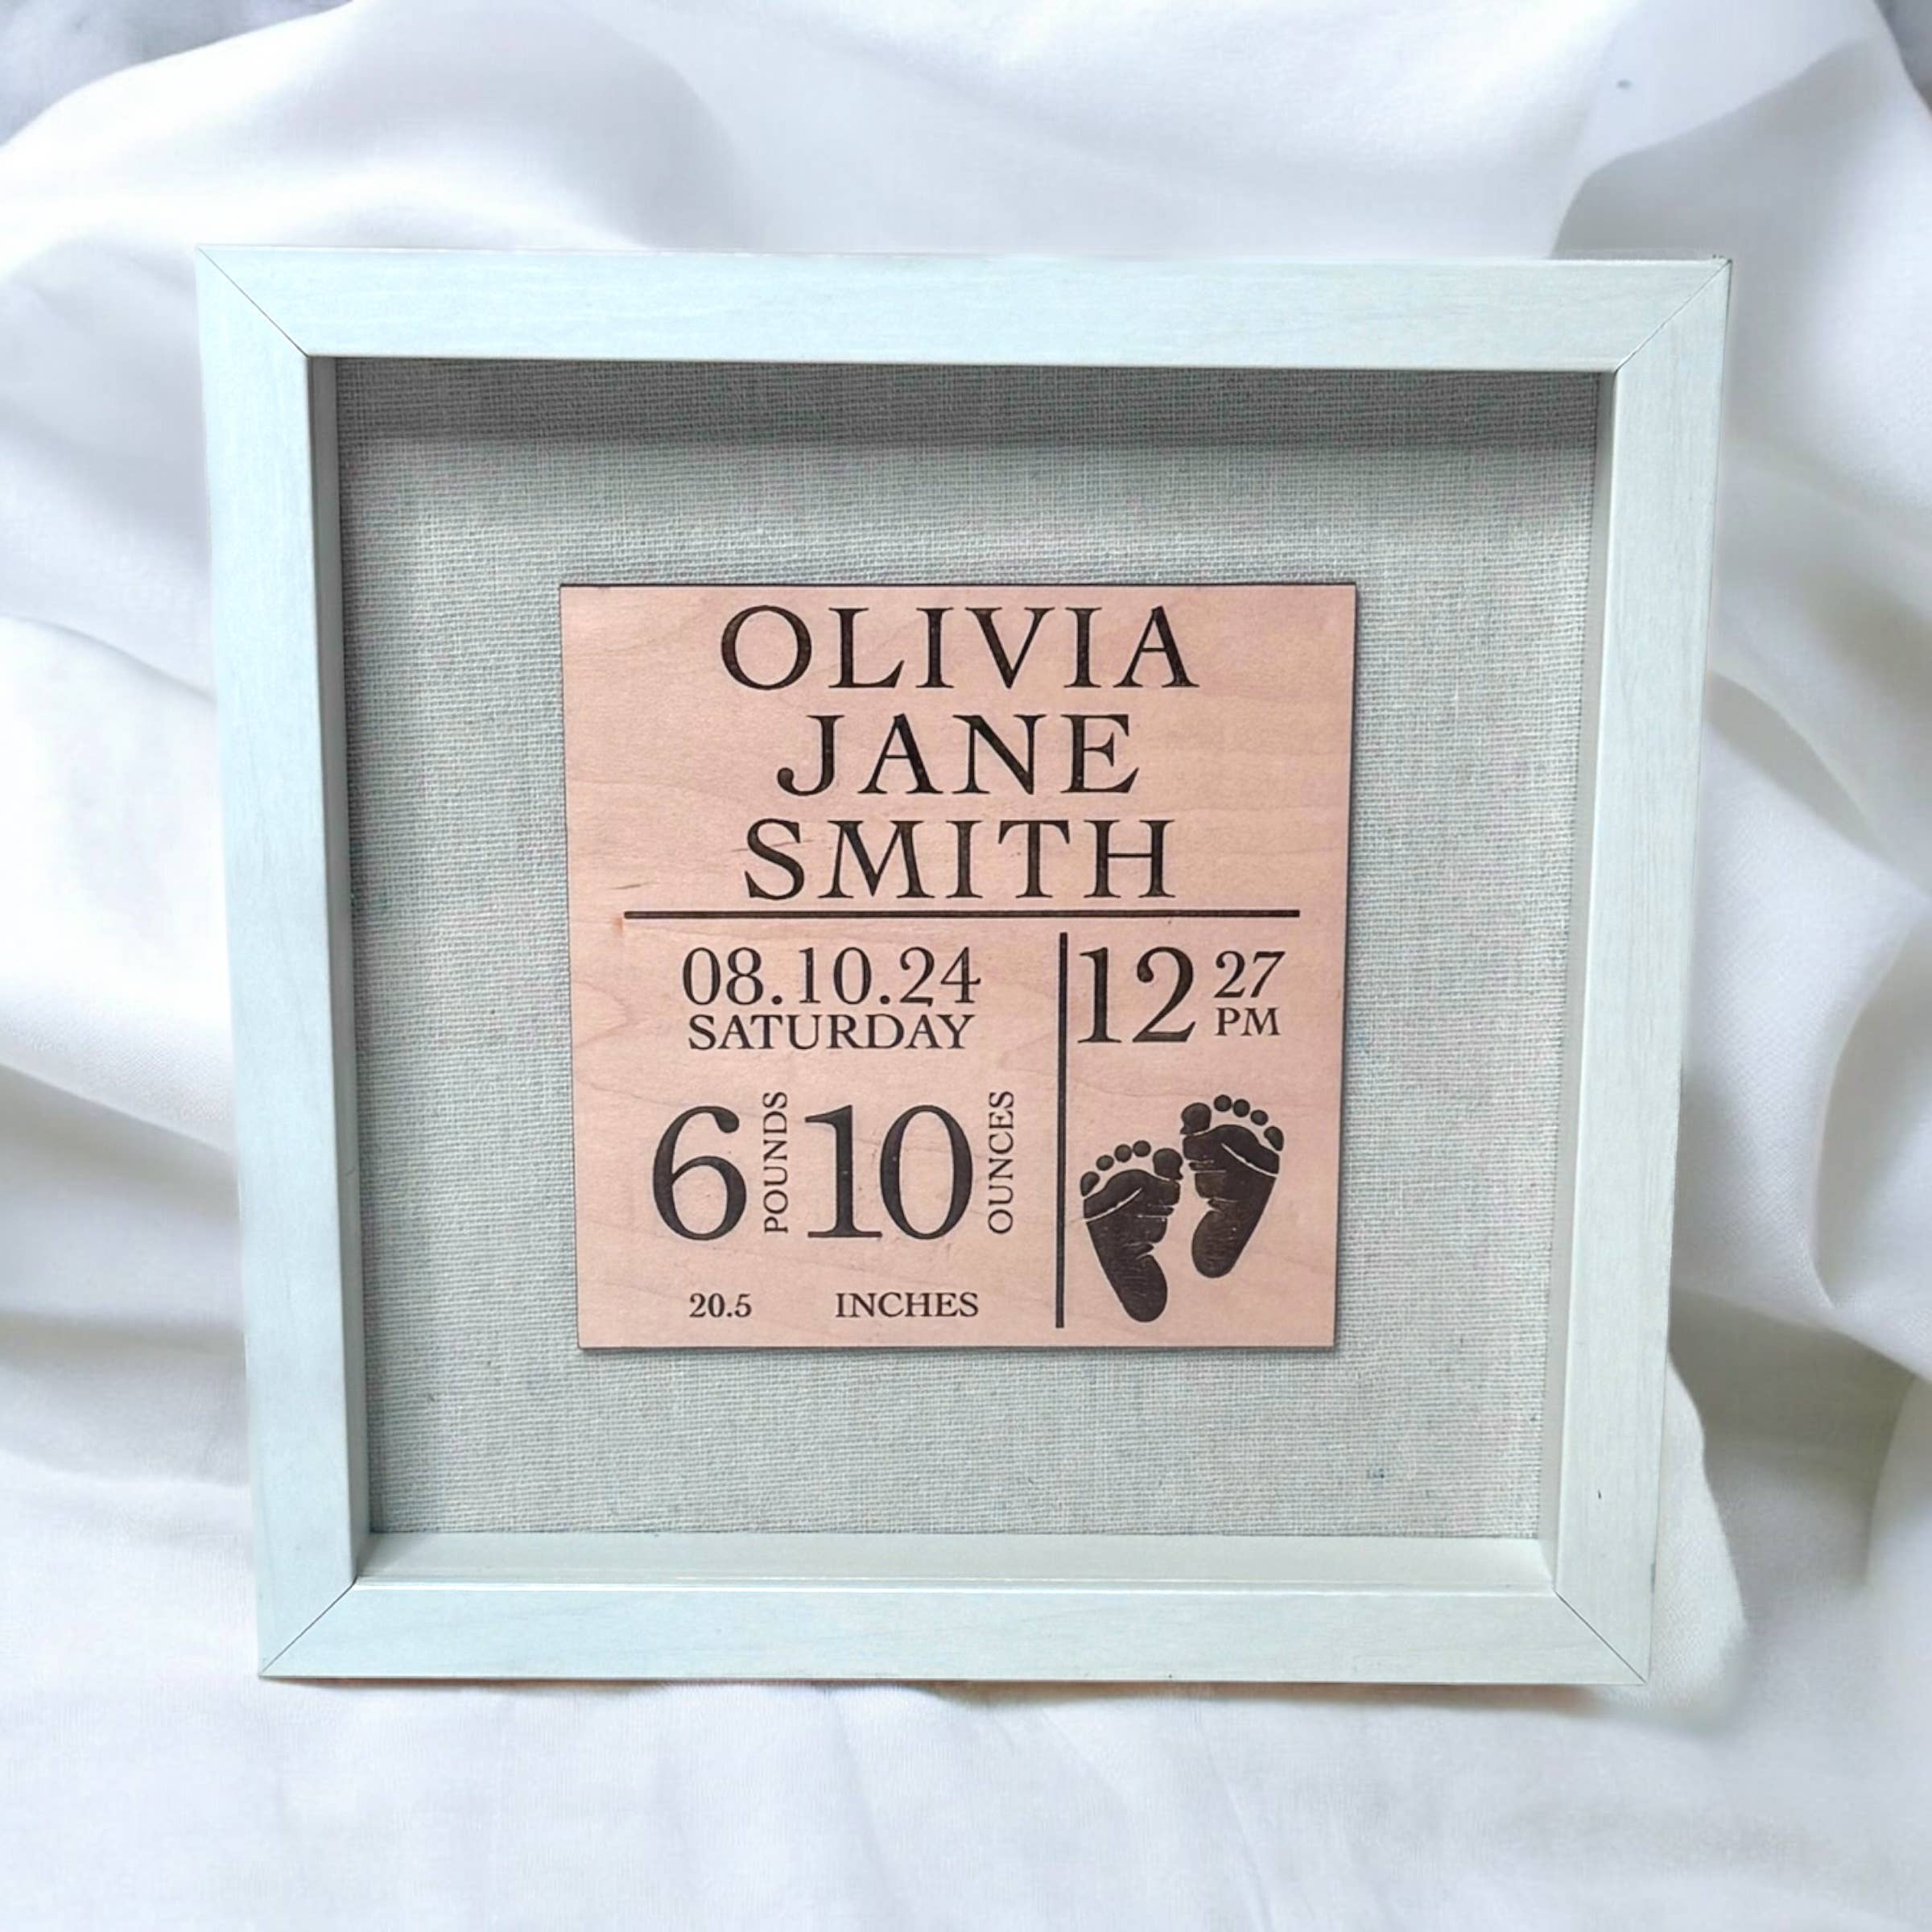 OLIVIA
JANE
SMITH
08.10.24
SATURDAY
12 27
PM
6 POUNDS 10 OUNCES
20.5 INCHES